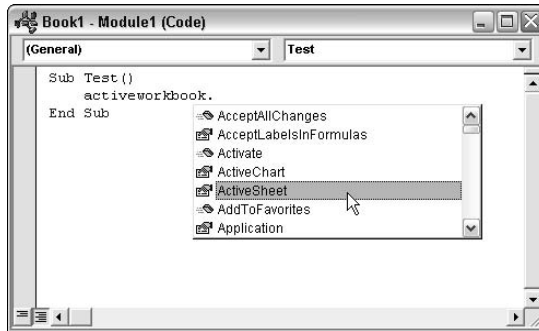 Book1 - Module1 (Code)
(General) Test
Sub Test()
activeworkbook.
End Sub
AcceptAllChanges
AcceptLabelsInFormulas
Activate
ActiveChart
ActiveSheet
AddToFavorites
Application